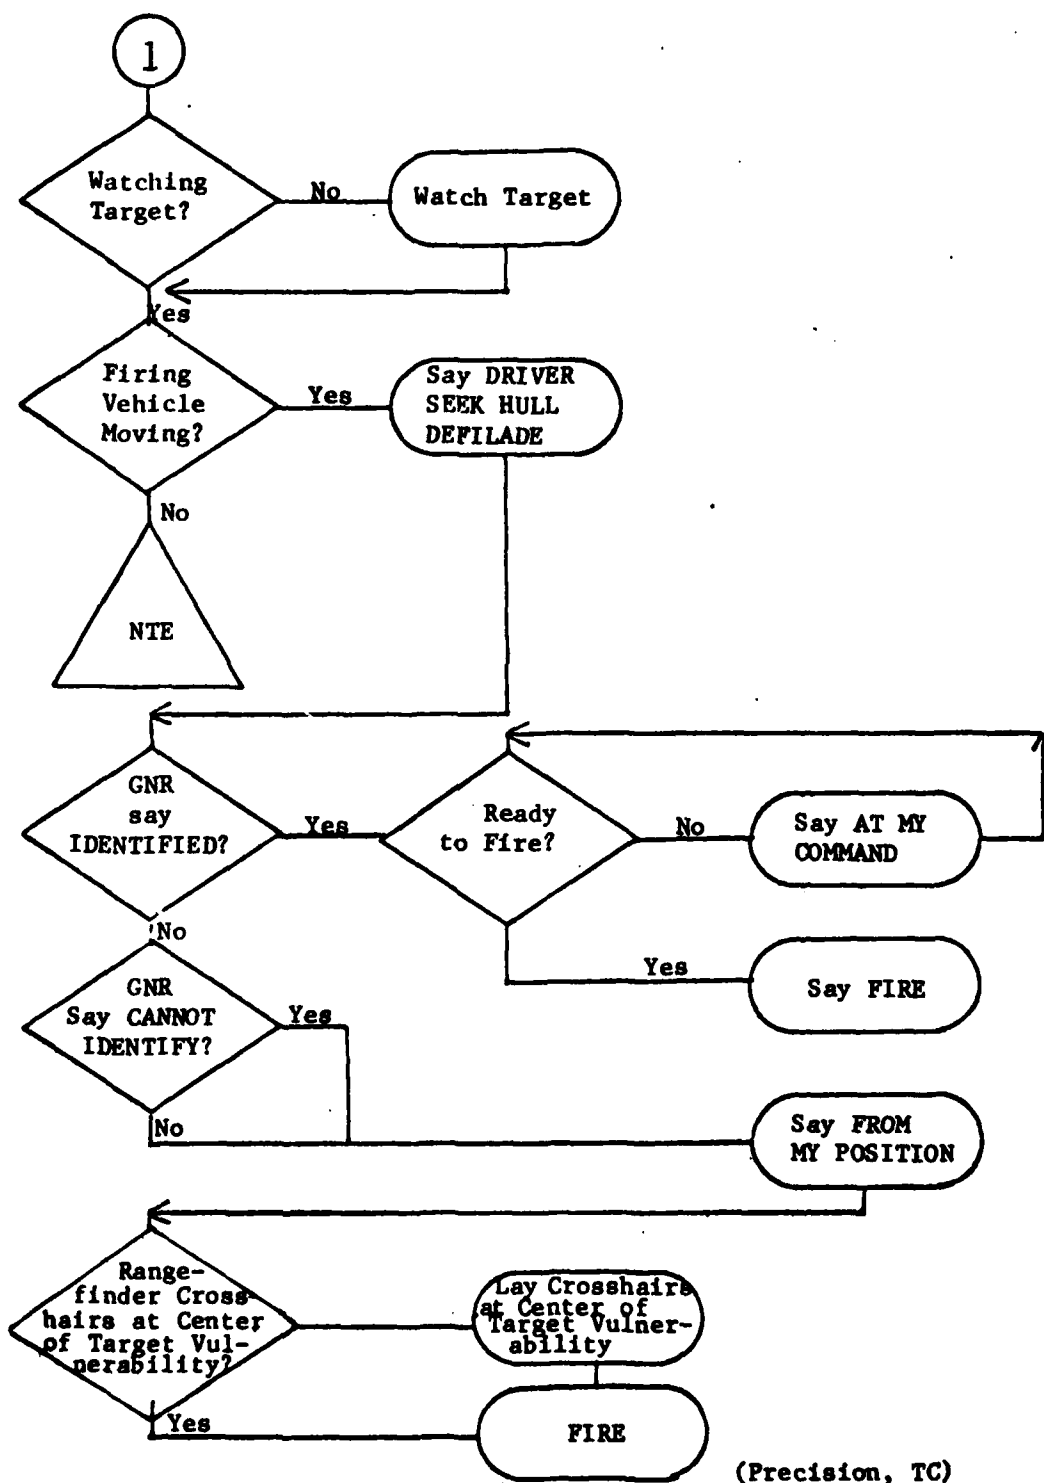 1
Watching
Target?
No
Watch Target
Yes
Firing
Vehicle
Moving?
Yes
Say DRIVER
SEEK HULL
DEFILADE
No
NTE
GNR
say
IDENTIFIED?
Yes
Ready
to Fire?
No
Say AT MY
COMMAND
Yes
Say FIRE
No
GNR
Say CANNOT
IDENTIFY?
Yes
No
Say FROM
MY POSITION
Range-
finder Cross-
hairs at Center
of Target Vul-
nerability?
Lay Crosshairs
at Center of
Target Vulner-
ability
Yes
FIRE
(Precision, TC)